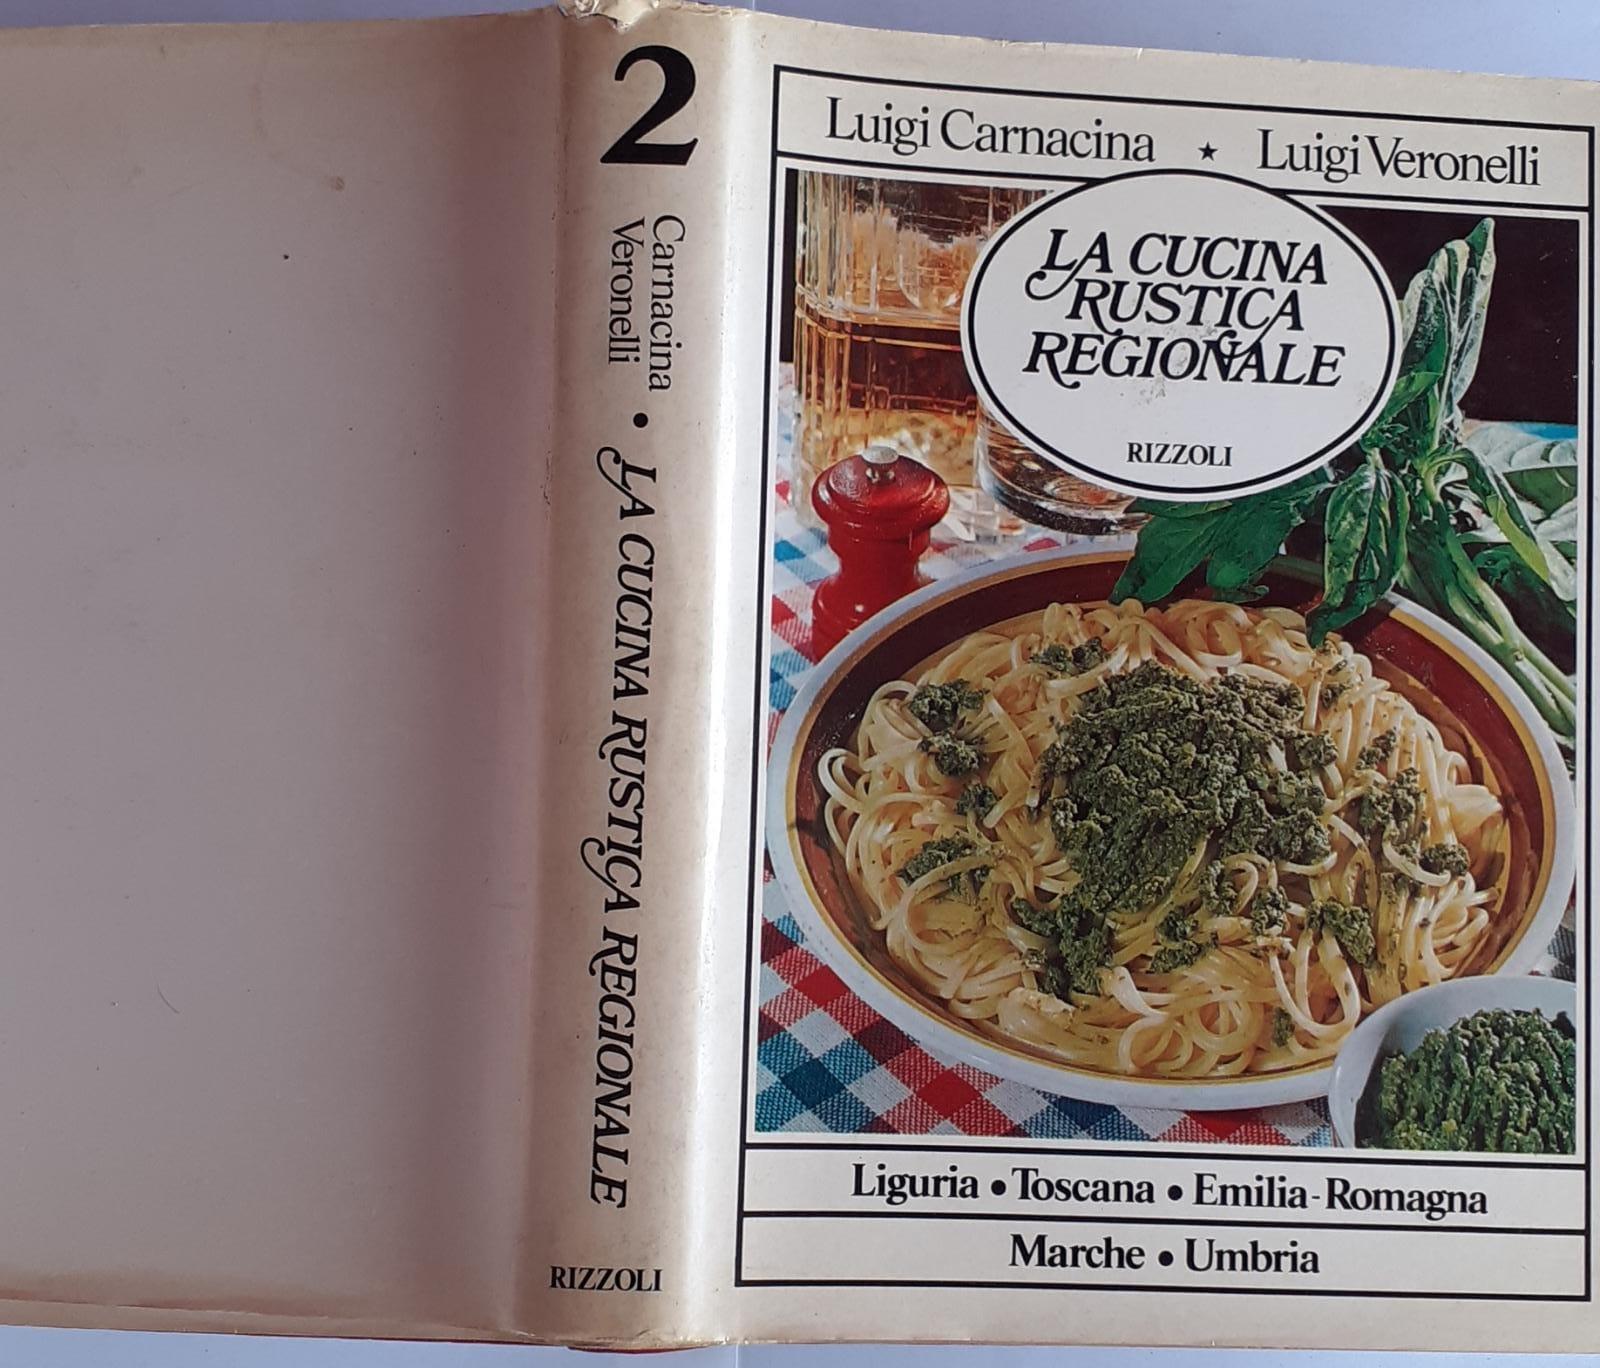 2
Carnacina
Veronelli
•
LA CUCINA RUSTICA REGIONALE
RIZZOLI
Luigi Carnacina ★ Luigi Veronelli
LA CUCINA
RUSTICA
REGIONALE
RIZZOLI
Liguria • Toscana • Emilia-Romagna
Marche • Umbria